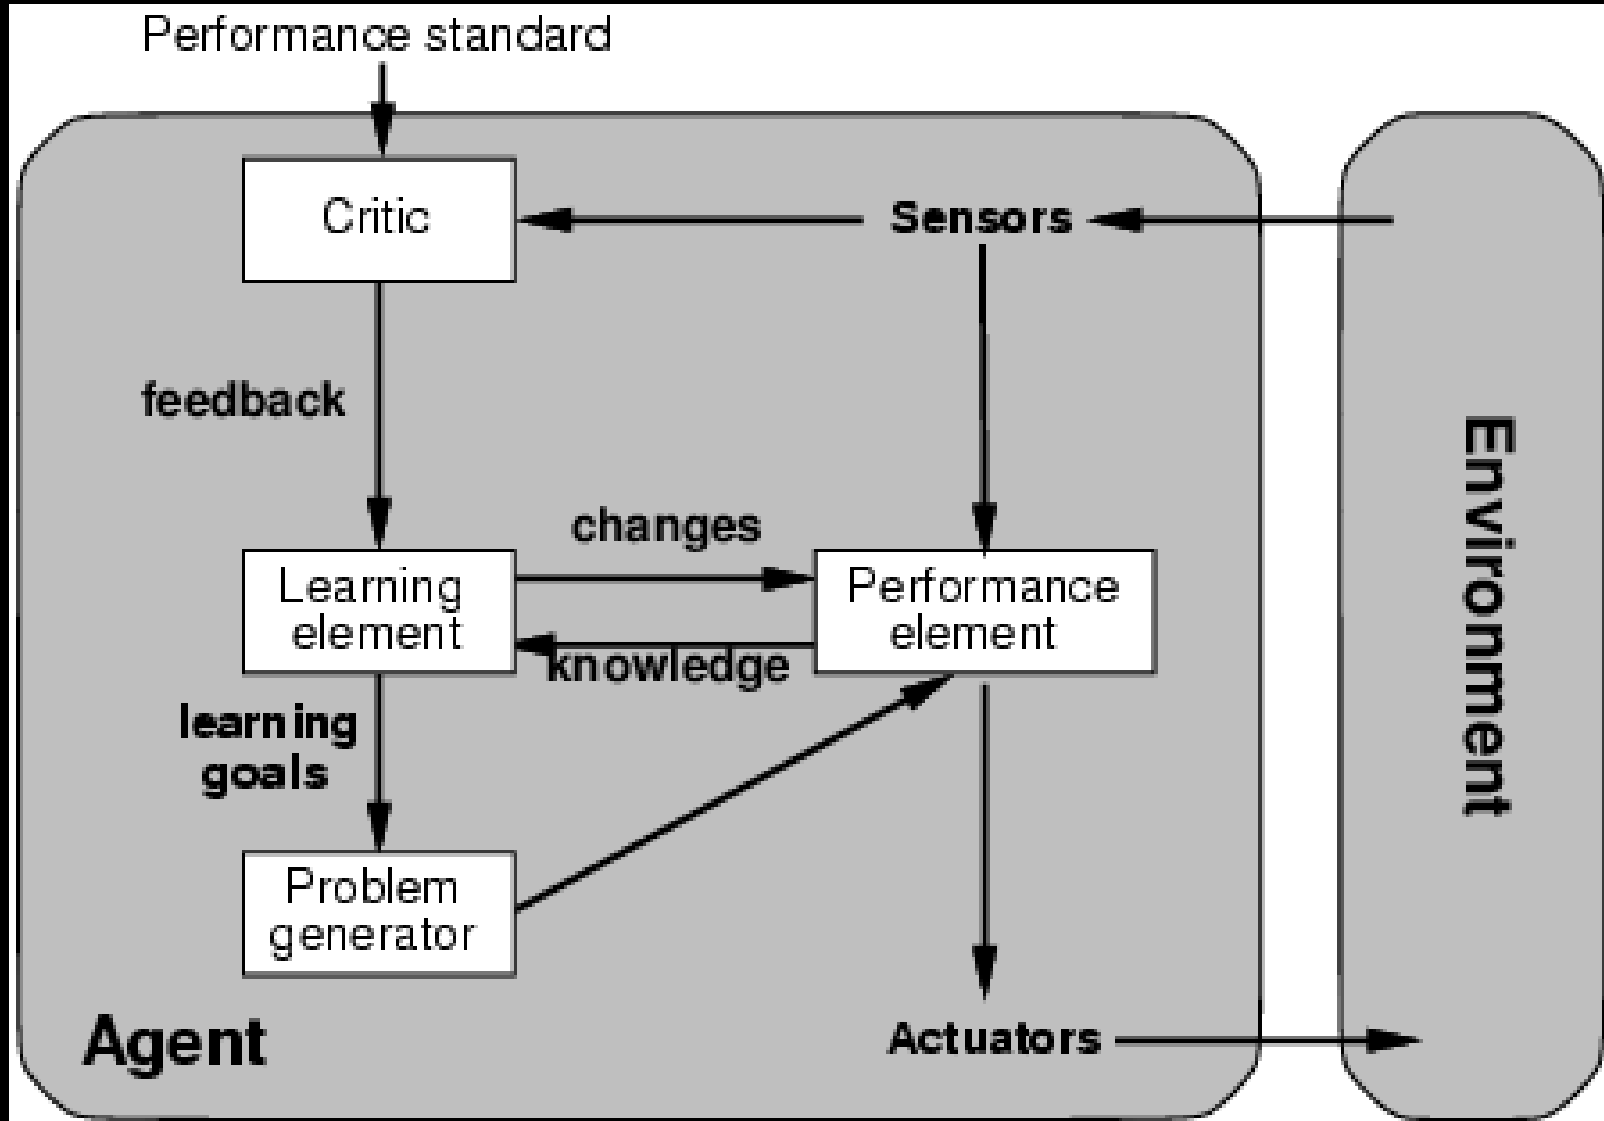 Performance standard
Critic
Sensors
feedback
changes
Learning
element
Performance
element
knowledge
learning
goals
Problem
generator
Agent
Actuators
Environment